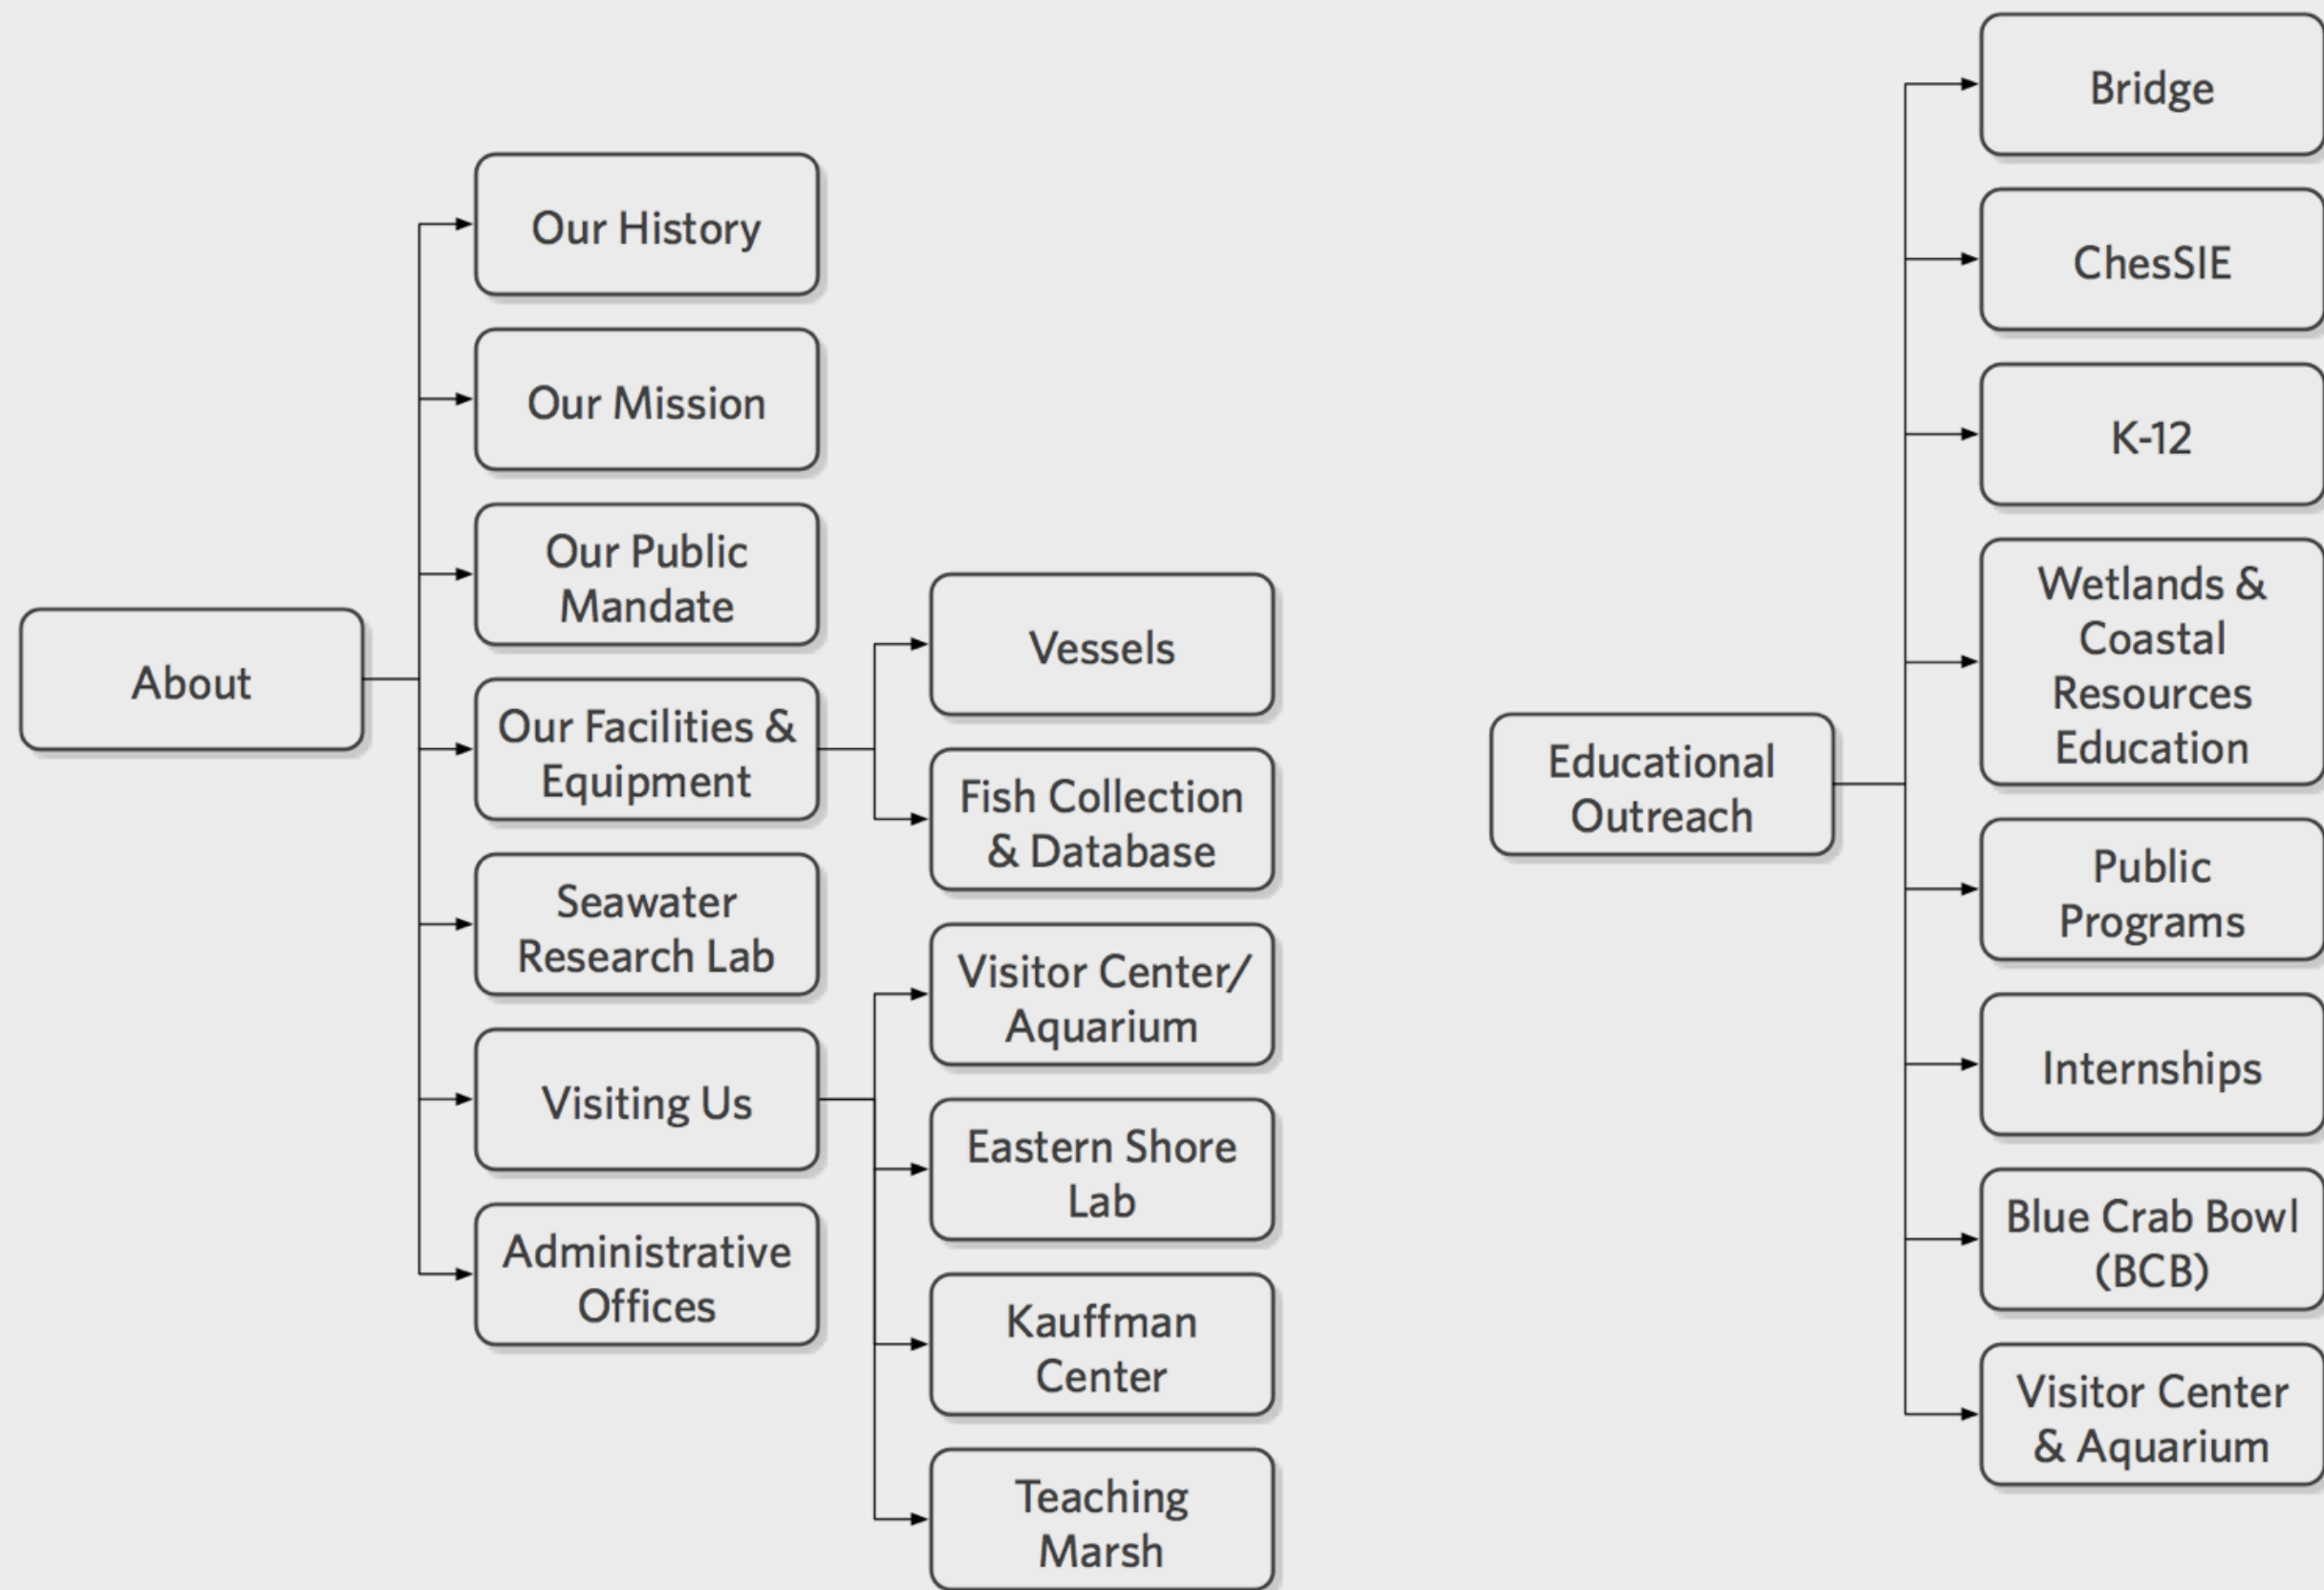 About
Our History
Our Mission
Our Public
Mandate
Our Facilities &
Equipment
Seawater
Research Lab
Visiting Us
Administrative
Offices
Vessels
Fish Collection
& Database
Visitor Center/
Aquarium
Eastern Shore
Lab
Kauffman
Center
Teaching
Marsh
Educational
Outreach
Bridge
ChesSIE
K-12
Wetlands &
Coastal
Resources
Education
Public
Programs
Internships
Blue Crab Bowl
(BCB)
Visitor Center
& Aquarium